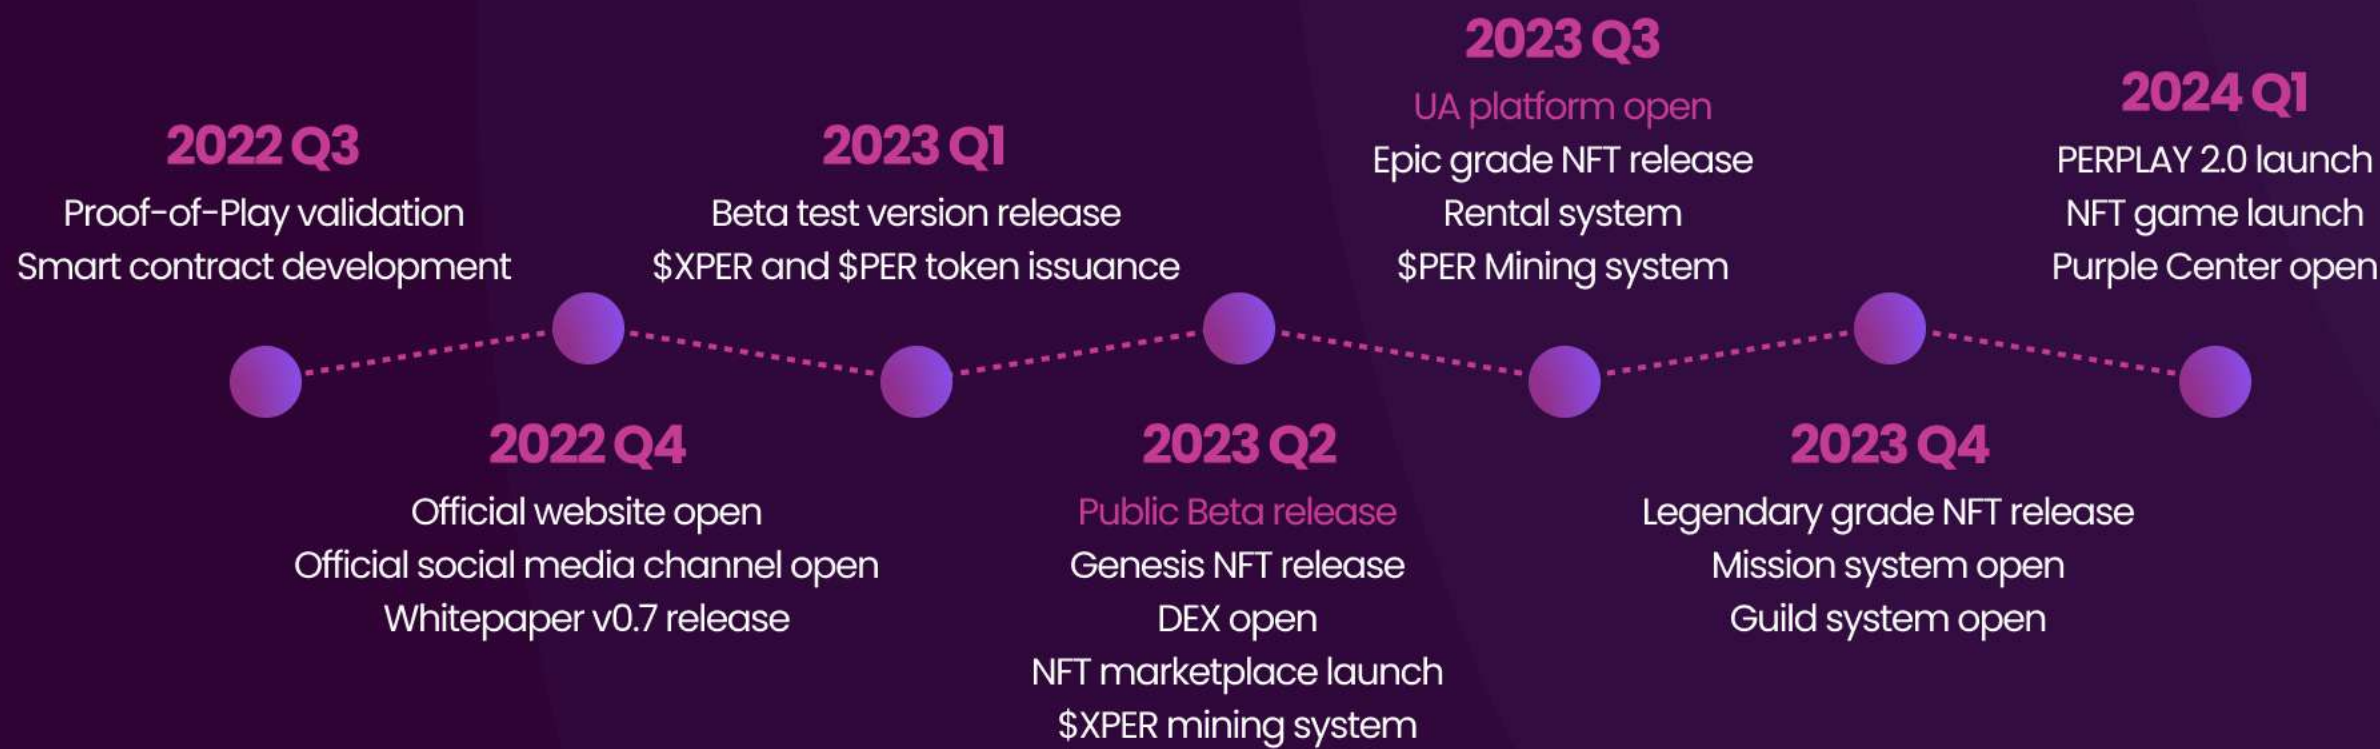 2022 Q3
Proof-of-Play validation
Smart contract development
2022 Q4
Official website open
Official social media channel open
Whitepaper v0.7 release
2023 Q1
Beta test version release
$XPER and $PER token issuance
2023 Q2
Public Beta release
Genesis NFT release
DEX open
NFT marketplace launch
$XPER mining system
2023 Q3
UA platform open
Epic grade NFT release
Rental system
$PER Mining system
2023 Q4
Legendary grade NFT release
Mission system open
Guild system open
2024 Q1
PERPLAY 2.0 launch
NFT game launch
Purple Center open